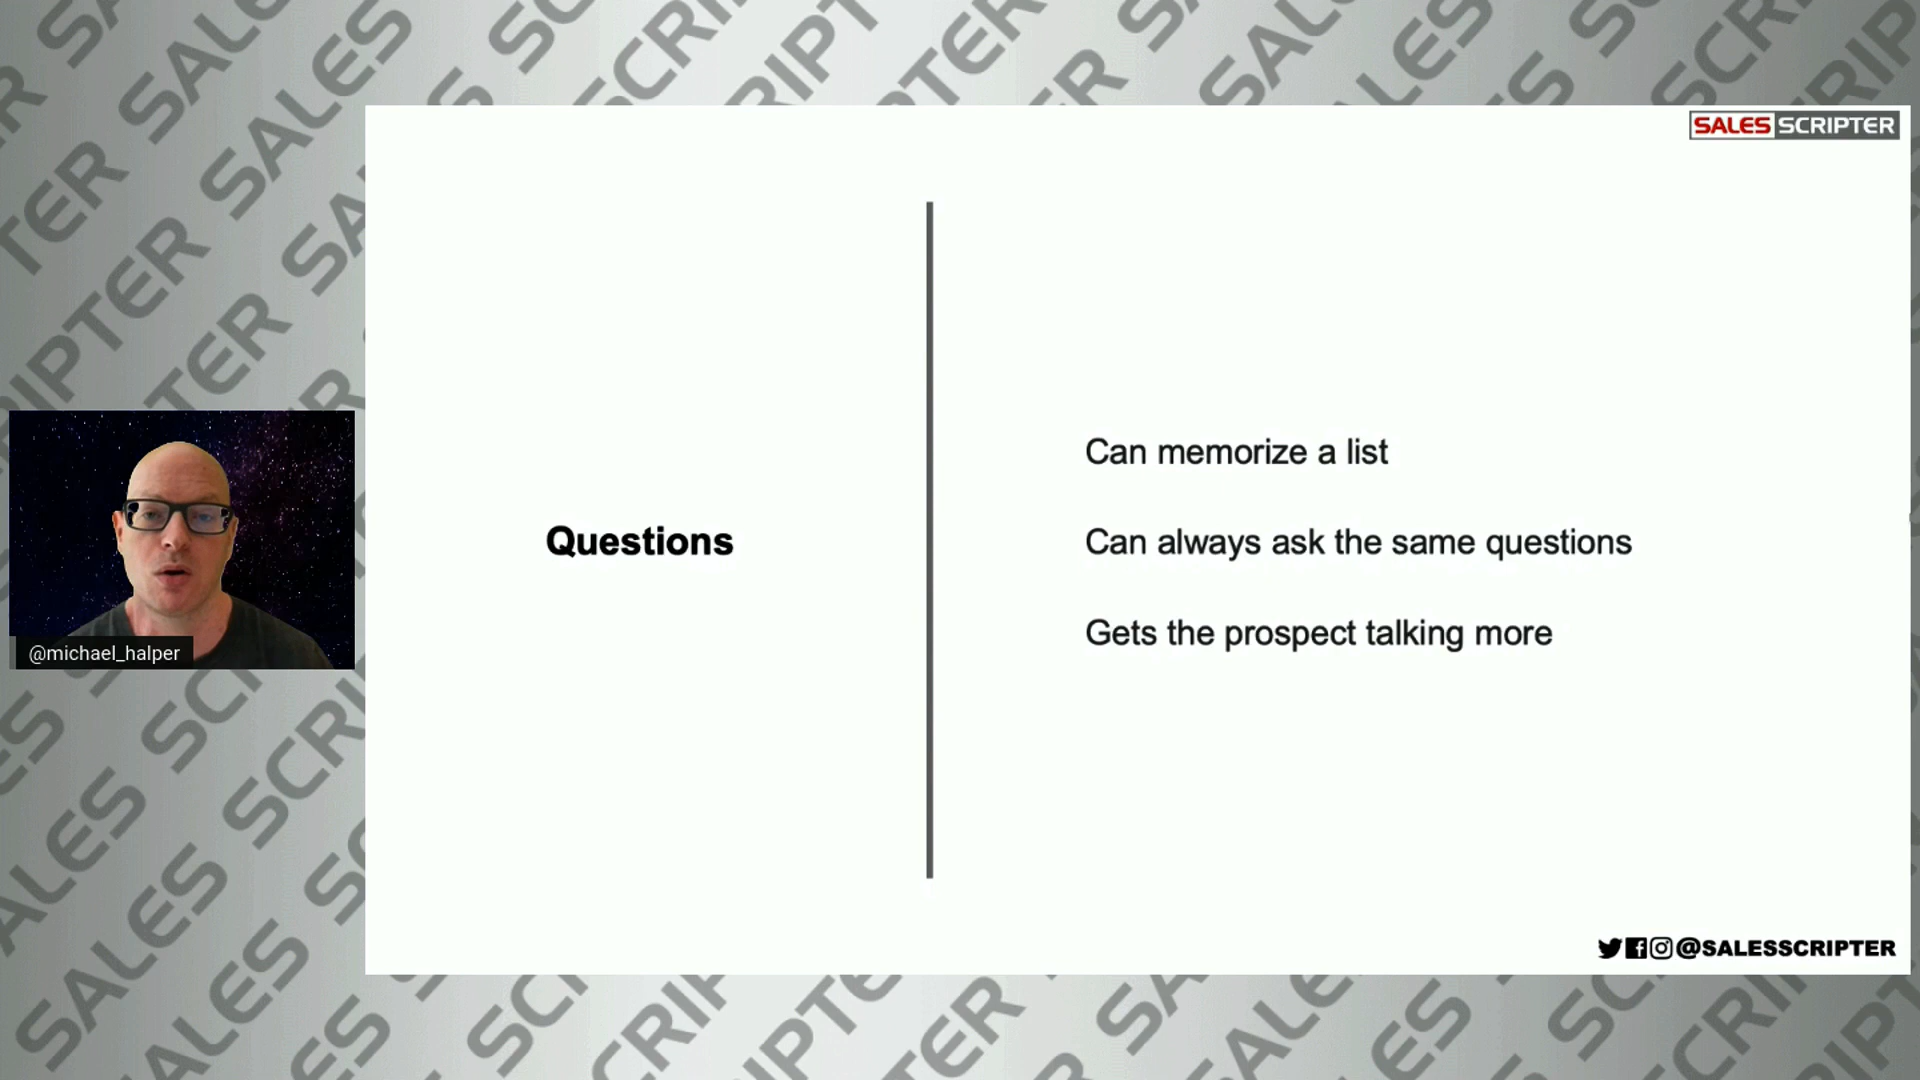 SALES SCRIPTER
Can memorize a list
Questions
Can always ask the same questions
Gets the prospect talking more
@michael_halper
@SALESSCRIPTER